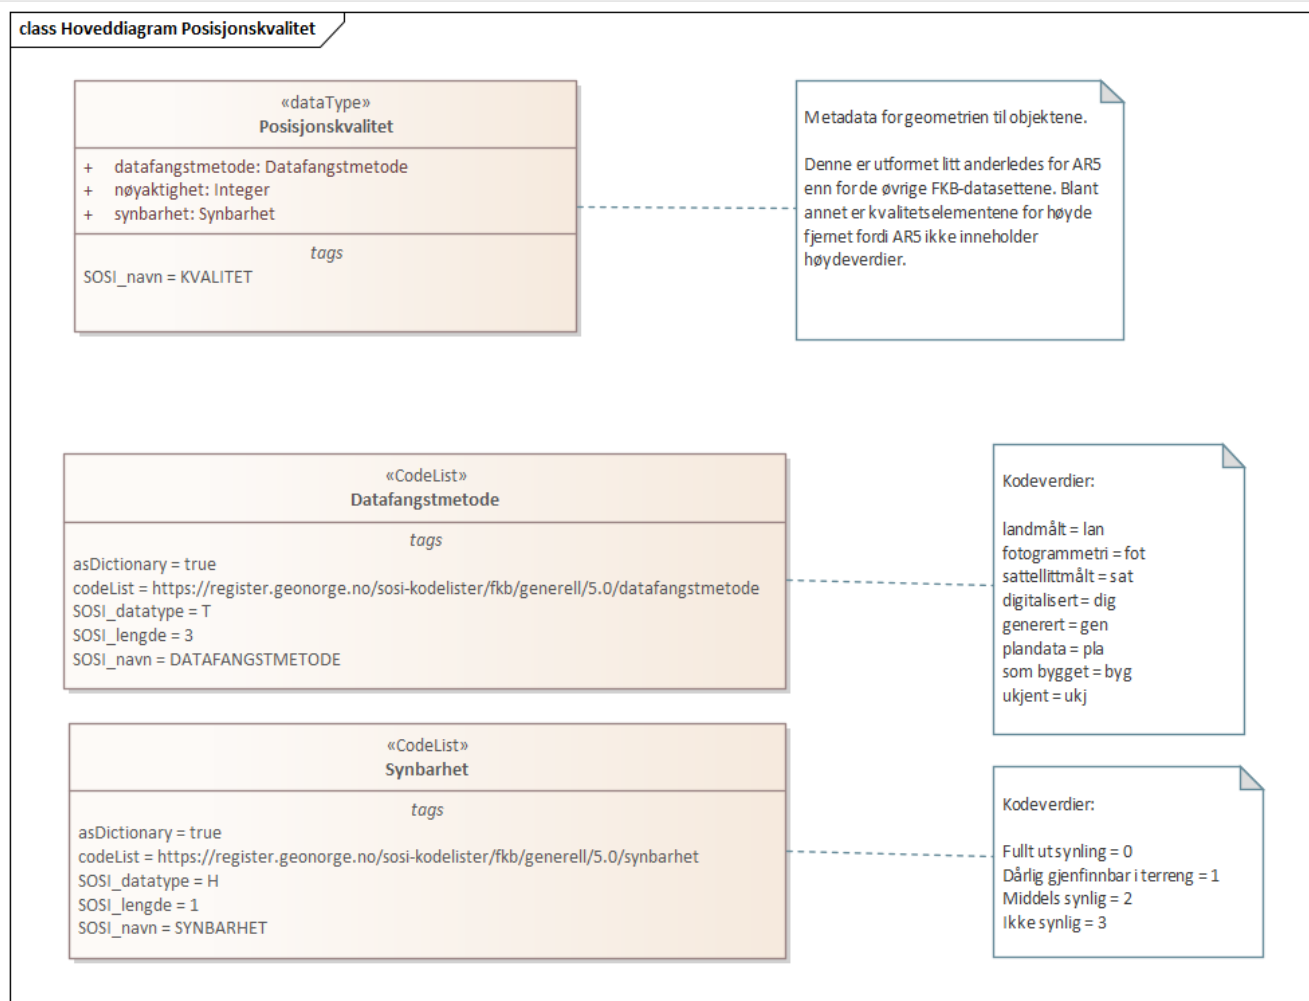 class Hoveddiagram Posisjonskvalitet
«dataType»
Posisjonskvalitet
+ datafangstmetode: Datafangstmetode
+ nøyaktighet: Integer
+ synbarhet: Synbarhet
tags
SOSI_navn = KVALITET
Metadata for geometrien til objektene.
Denne er utformet litt anderledes for AR5
enn for de øvrige FKB-datasettene. Blant
annet er kvalitetselementene for høyde
fjernet fordi AR5 ikke inneholder
høydeverdier.
«CodeList»
Datafangstmetode
tags
asDictionary = true
codeList = https://register.geonorge.no/sosi-kodelister/fkb/generell/5.0/datafangstmetode
SOSI_datatype = T
SOSI_lengde = 3
SOSI_navn = DATAFANGSTMETODE
Kodeverdier:
landmålt = lan
fotogrammetri = fot
sattellittmålt = sat
digitalisert = dig
generert = gen
plandata = pla
som bygget = byg
ukjent = ukj
«CodeList»
Synbarhet
tags
asDictionary = true
codeList = https://register.geonorge.no/sosi-kodelister/fkb/generell/5.0/synbarhet
SOSI_datatype = H
SOSI_lengde = 1
SOSI_navn = SYNBARHET
Kodeverdier:
Fullt ut synling = 0
Dårlig gjenfinnbar i terreng = 1
Middels synlig = 2
Ikke synlig = 3